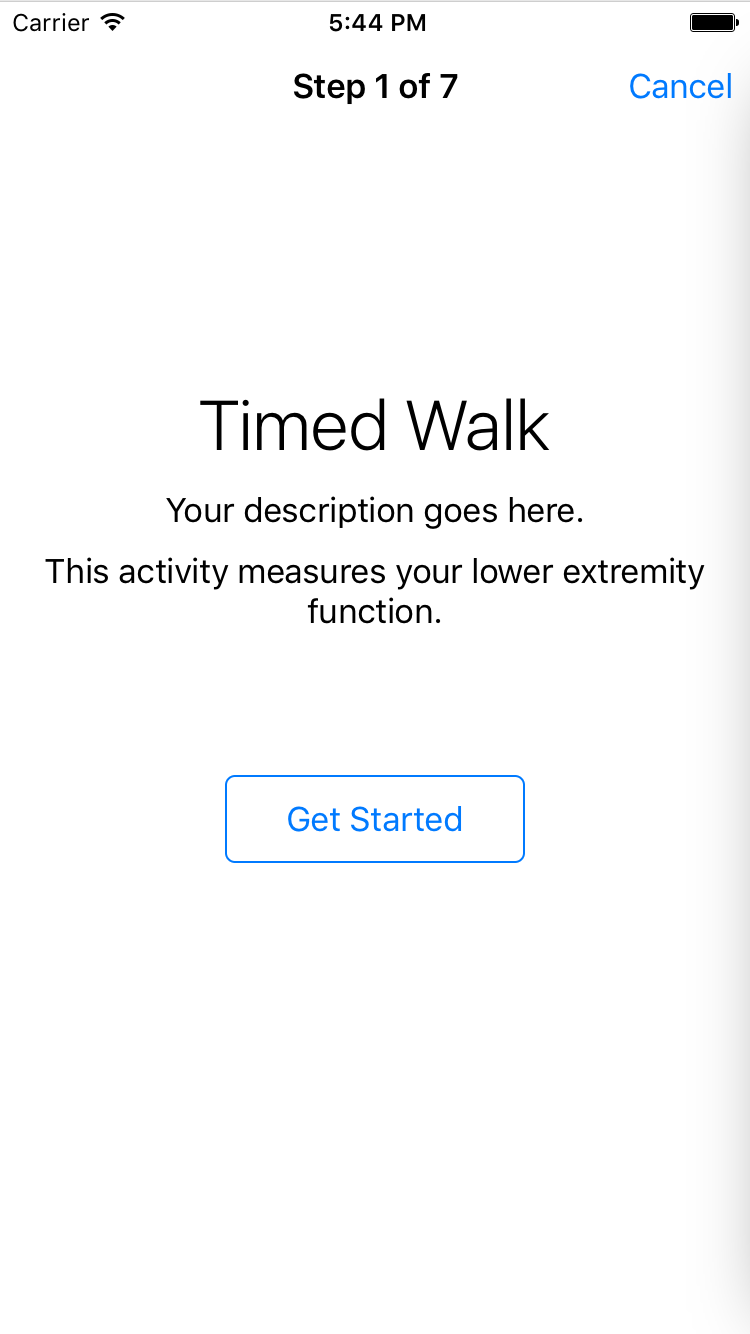 Carrier 5:44 PM
Step 1 of 7 Cancel
Timed Walk
Your description goes here.
This activity measures your lower extremity
function.
Get Started